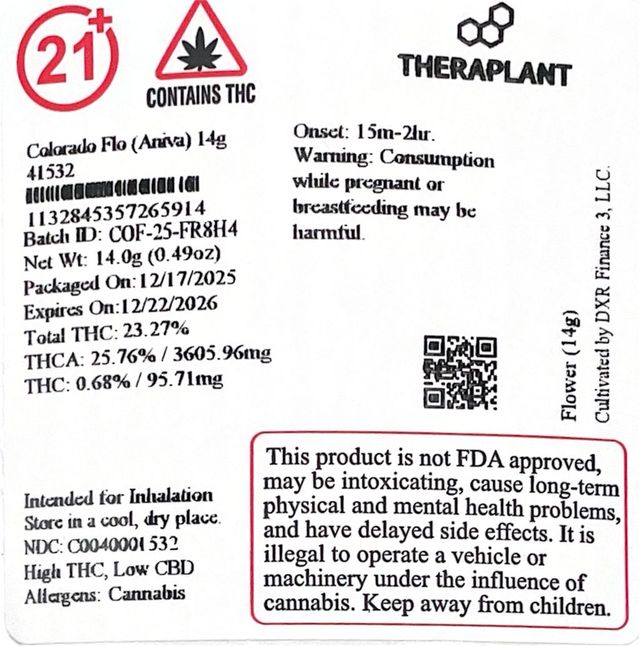 21+
CONTAINS THC
THERAPLANT
Colorado Flo (Aniva) 14g
41532
1132845357265914
Batch ID: COF-25-FR8H4
Net Wt: 14.0g (0.49oz)
Packaged On:12/17/2025
Expires On:12/22/2026
Total THC: 23.27%
THCA: 25.76% / 3605.96mg
THC: 0.68% / 95.71mg
Onset: 15m-2hr.
Warning: Consumption
while pregnant or
breastfeeding may be
harmful.
Flower (14g)
Cultivated by DXR Finance 3, LLC.
Intended for Inhalation
Store in a cool, dry place.
NDC: C0040001532
High THC, Low CBD
Allergens: Cannabis
This product is not FDA approved,
may be intoxicating, cause long-term
physical and mental health problems,
and have delayed side effects. It is
illegal to operate a vehicle or
machinery under the influence of
cannabis. Keep away from children.